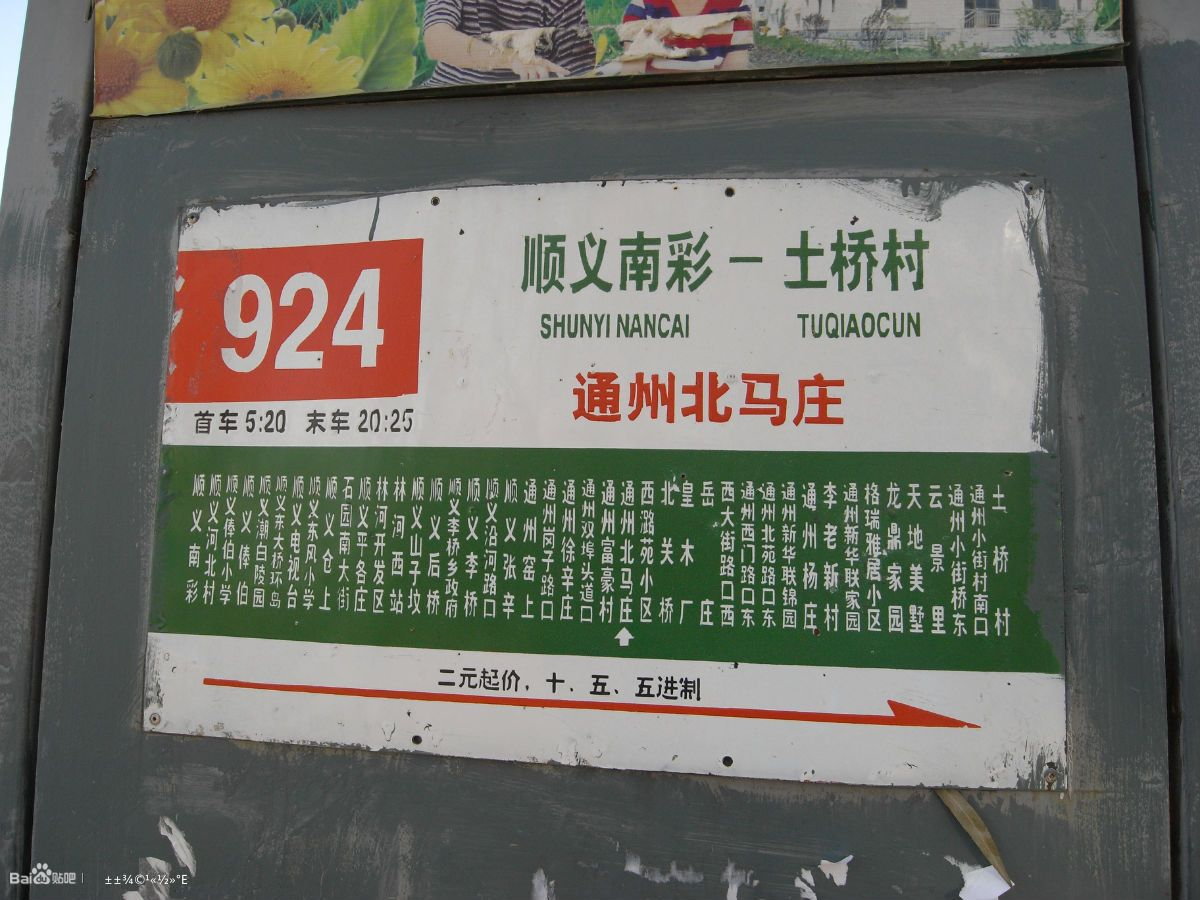 924
顺义南彩 — 土桥村
SHUNYI NANCAI TUQIAOCUN
通州北马庄
首车 5:20 末车 20:25
顺义南彩
顺义河北村
顺义俸伯小学
顺义俸伯
顺义潮白陵园
顺义东大桥环岛
顺义电视台
顺义东风小学
顺义仓上
石园南大街
顺义平各庄
林河开发区
林河西站
顺义山子坟
顺义后桥
顺义李桥乡政府
顺义李桥
顺义沿河路口
顺义张辛
通州窑上
通州岗子路口
通州徐辛庄
通州双埠头道口
通州富豪村
通州北马庄
西潞苑小区
北关桥
皇木厂
岳庄
西大街路口西
通州西门路口东
通州北苑路口东
通州新华联锦园
通州杨庄
李老新村
通州新华联家园
格瑞雅居小区
龙鼎家园
天地美墅
云景里
通州小街桥东
通州小街村南口
土桥村
二元起价，十、五、五进制
Bai贴吧
±±¾©¹«½»°E